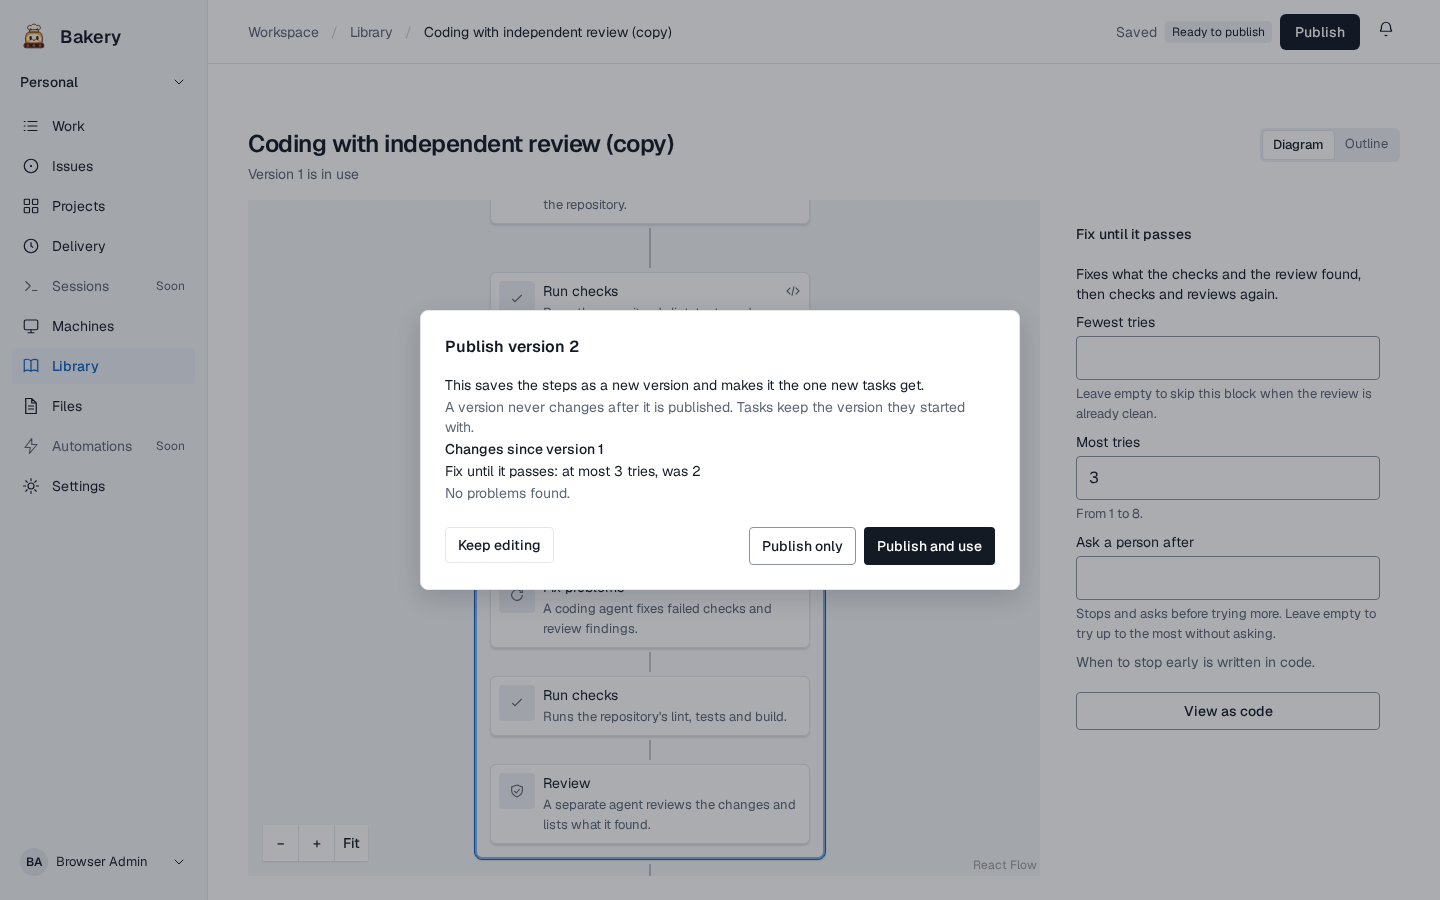 Bakery
Personal
Work
Issues
Projects
Delivery
Sessions Soon
Machines
Library
Files
Automations Soon
Settings
BA Browser Admin
Workspace / Library / Coding with independent review (copy)
Saved Ready to publish Publish
Coding with independent review (copy)
Version 1 is in use
Diagram Outline
the repository.
Run checks
Publish version 2
This saves the steps as a new version and makes it the one new tasks get.
A version never changes after it is published. Tasks keep the version they started
with.
Changes since version 1
Fix until it passes: at most 3 tries, was 2
No problems found.
Keep editing Publish only Publish and use
A coding agent fixes failed checks and
review findings.
Run checks
Runs the repository's lint, tests and build.
Review
A separate agent reviews the changes and
lists what it found.
− + Fit
React Flow
Fix until it passes
Fixes what the checks and the review found,
then checks and reviews again.
Fewest tries
Leave empty to skip this block when the review is
already clean.
Most tries
3
From 1 to 8.
Ask a person after
Stops and asks before trying more. Leave empty to
try up to the most without asking.
When to stop early is written in code.
View as code